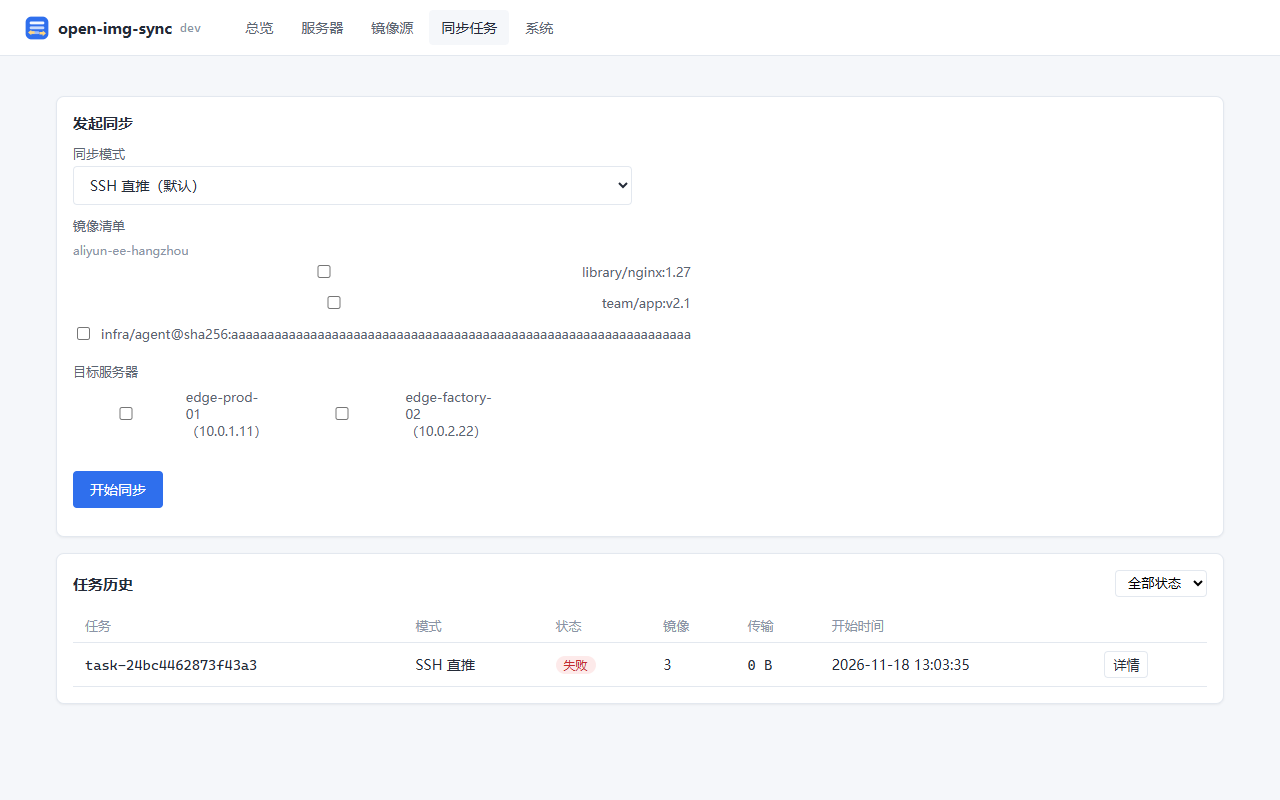 open-img-sync dev 总览 服务器 镜像源 同步任务 系统
发起同步
同步模式
SSH 直推（默认）
镜像清单
aliyun-ee-hangzhou
library/nginx:1.27
team/app:v2.1
infra/agent@sha256:aaaaaaaaaaaaaaaaaaaaaaaaaaaaaaaaaaaaaaaaaaaaaaaaaaaaaaaaaaaaaaaa
目标服务器
edge-prod-
01
（10.0.1.11）
edge-factory-
02
（10.0.2.22）
开始同步
任务历史 全部状态
任务 模式 状态 镜像 传输 开始时间
task-24bc4462873f43a3 SSH 直推 失败 3 0 B 2026-11-18 13:03:35 详情